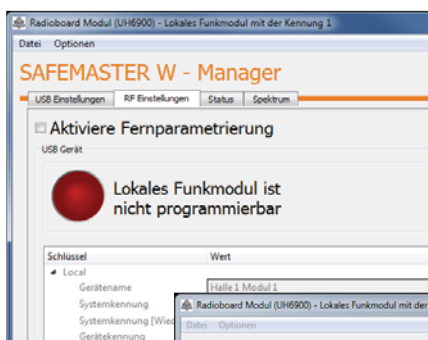 Radioboard Modul (UH6900) - Lokales Funkmodul mit der Kennung 1
Datei Optionen
SAFEMASTER W - Manager
USB Einstellungen RF Einstellungen Status Spektrum
Aktiviere Fernparametrierung
USB Gerät
Lokales Funkmodul ist
nicht programmierbar
Schlüssel Wert
Local
Gerätename Halle 1 Modul 1
Systemkennung
Systemkennung [Wied
Gerätekennung
Radioboard Modul (UH6900) - Lokales Funkmodul mit der
Datei Optionen